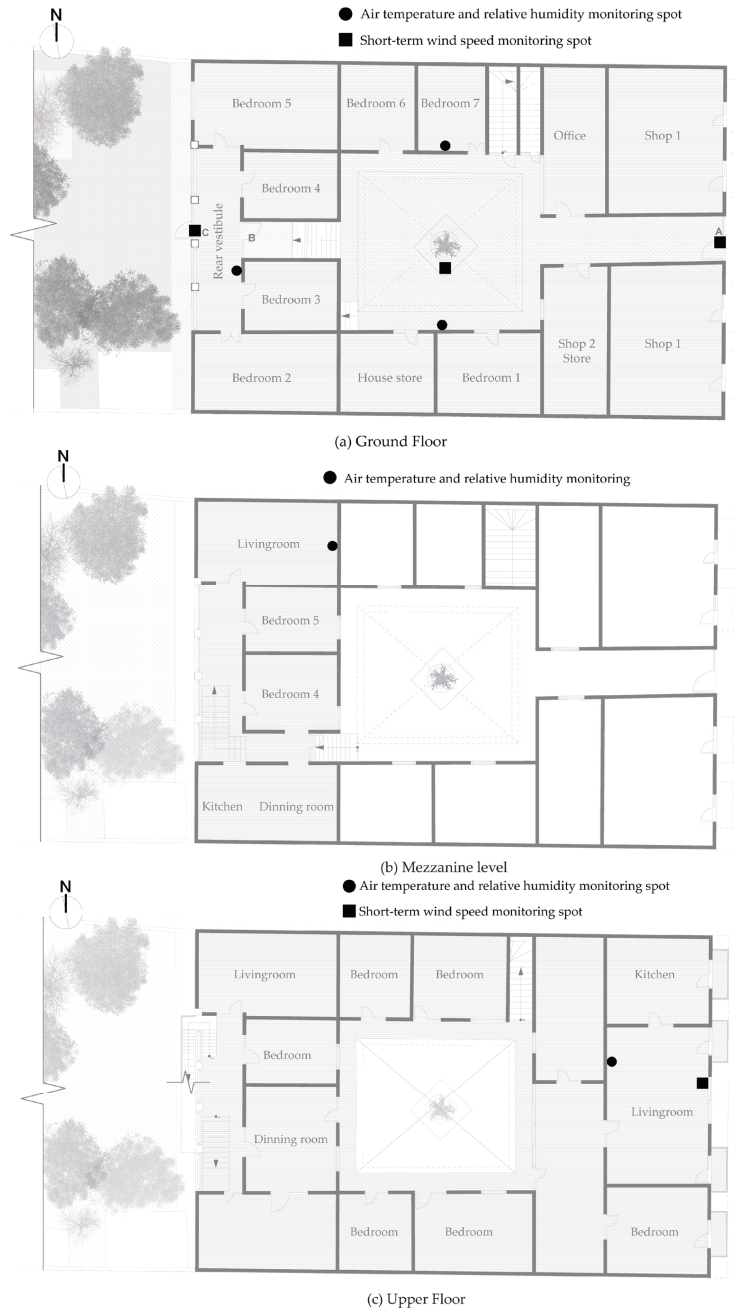 N
Air temperature and relative humidity monitoring spot
Short-term wind speed monitoring spot
Bedroom 5
Bedroom 6
Bedroom 7
Office
Shop 1
Bedroom 4
Rear vestibule
C
B
A
Bedroom 3
Bedroom 2
House store
Bedroom 1
Shop 2
Store
Shop 1
(a) Ground Floor
N
Air temperature and relative humidity monitoring
Livingroom
Bedroom 5
Bedroom 4
Kitchen
Dinning room
(b) Mezzanine level
N
Air temperature and relative humidity monitoring spot
Short-term wind speed monitoring spot
Livingroom
Bedroom
Bedroom
Kitchen
Bedroom
Livingroom
Dinning room
Bedroom
Bedroom
Bedroom
(c) Upper Floor